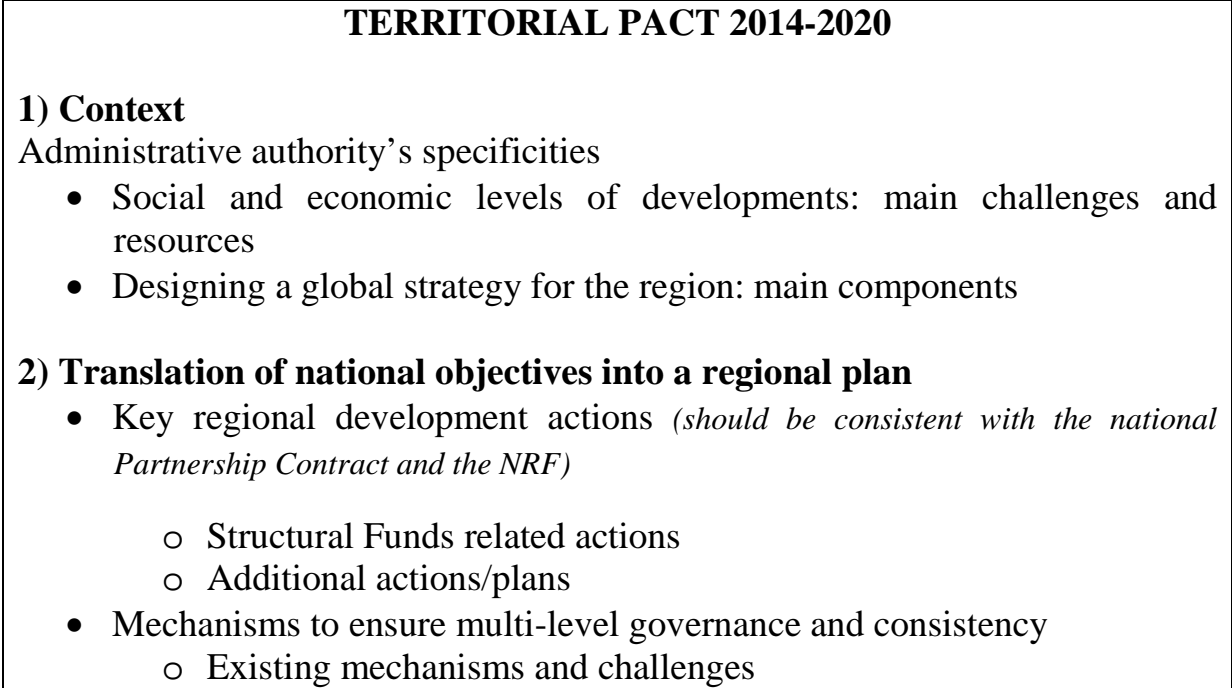 TERRITORIAL PACT 2014-2020
1) Context
Administrative authority’s specificities
• Social and economic levels of developments: main challenges and
resources
• Designing a global strategy for the region: main components
2) Translation of national objectives into a regional plan
• Key regional development actions (should be consistent with the national
Partnership Contract and the NRF)
o Structural Funds related actions
o Additional actions/plans
• Mechanisms to ensure multi-level governance and consistency
o Existing mechanisms and challenges